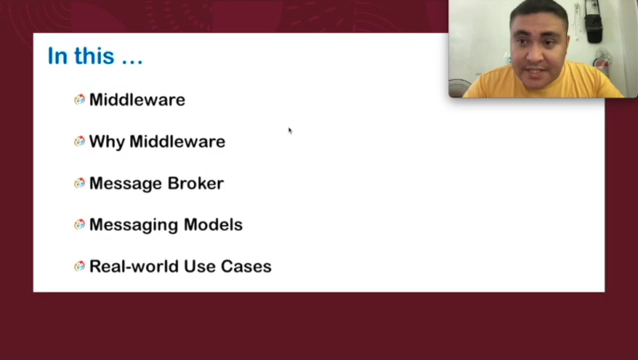 In this ...
Middleware
Why Middleware
Message Broker
Messaging Models
Real-world Use Cases